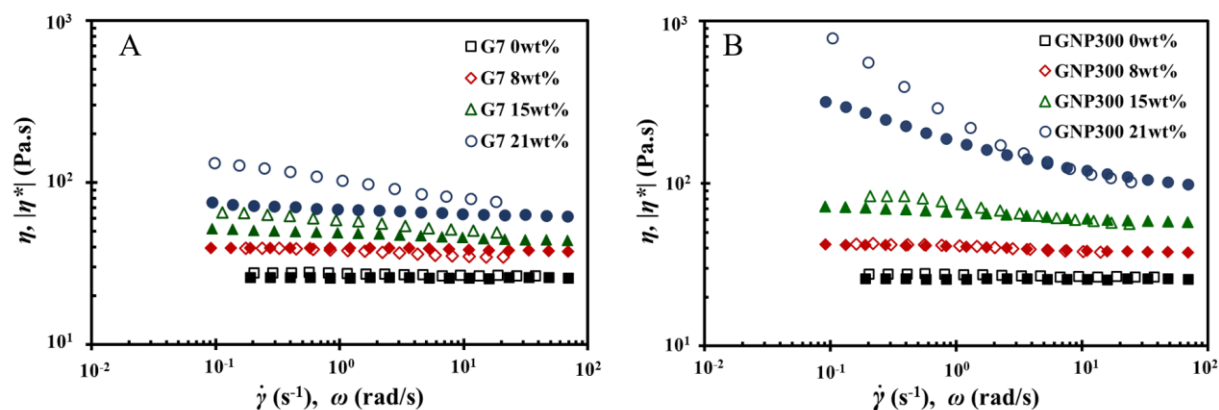 A
10³
10²
10¹
η, |η*| (Pa.s)
G7 0wt%
G7 8wt%
G7 15wt%
G7 21wt%
10⁻² 10⁻¹ 10⁰ 10¹ 10²
γ̇ (s⁻¹), ω (rad/s)
B
10³
10²
10¹
η, |η*| (Pa.s)
GNP300 0wt%
GNP300 8wt%
GNP300 15wt%
GNP300 21wt%
10⁻² 10⁻¹ 10⁰ 10¹ 10²
γ̇ (s⁻¹), ω (rad/s)